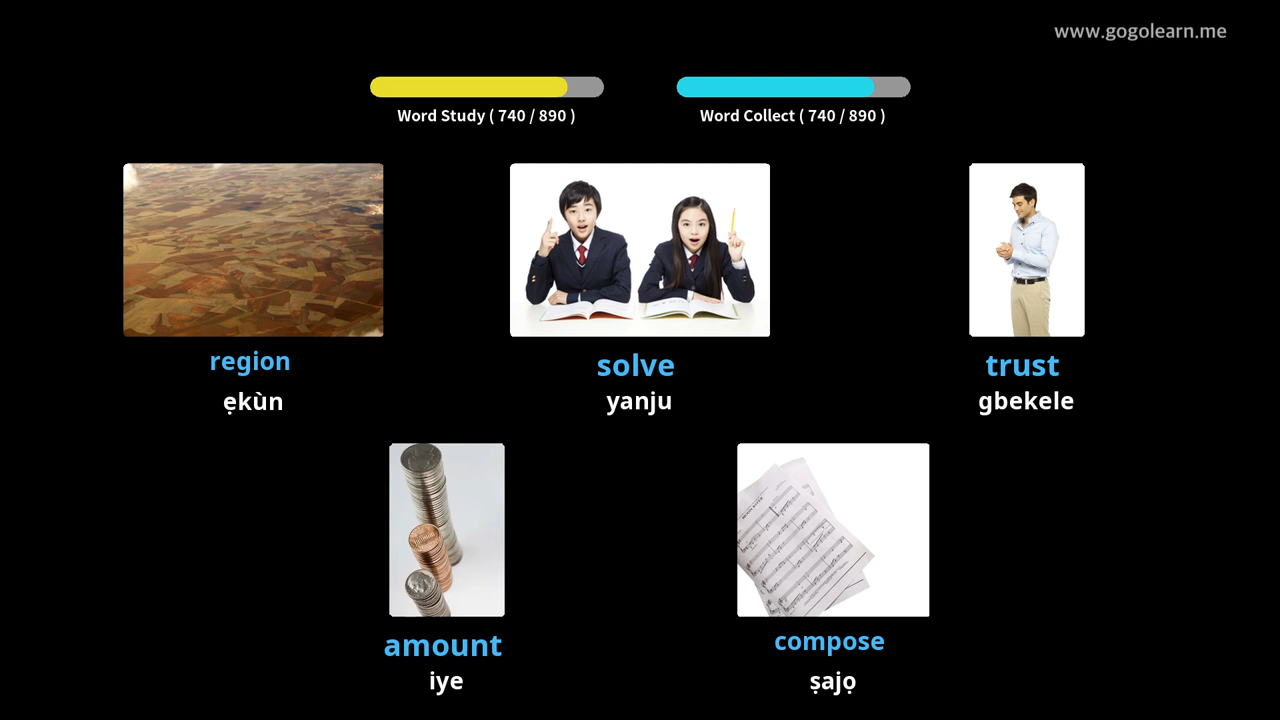 www.gogolearn.me
Word Study ( 740 / 890 )
Word Collect ( 740 / 890 )
region
ẹkùn
solve
yanju
trust
gbekele
amount
iye
compose
ṣajọ